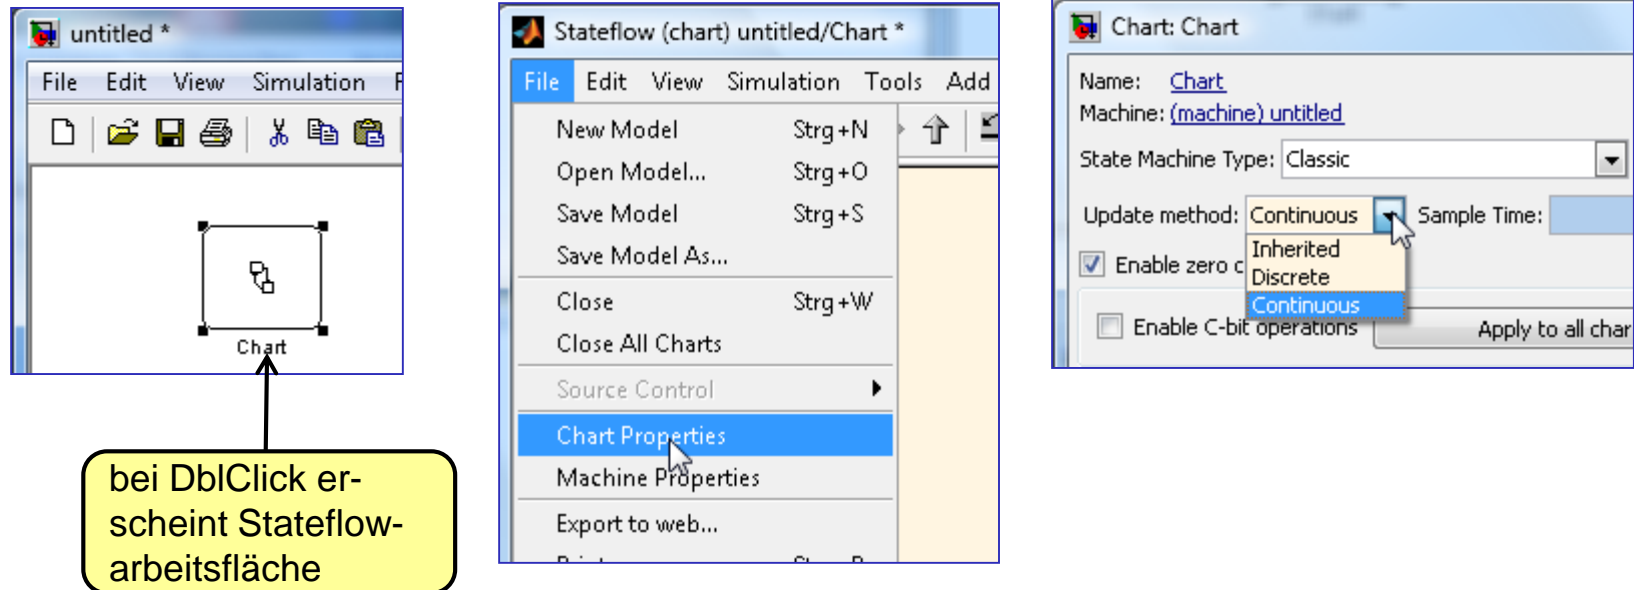 untitled *
File Edit View Simulation
Chart
bei DblClick er-
scheint Stateflow-
arbeitsfläche
Stateflow (chart) untitled/Chart *
File Edit View Simulation Tools Add
New Model Strg+N
Open Model... Strg+O
Save Model Strg+S
Save Model As...
Close Strg+W
Close All Charts
Source Control
Chart Properties
Machine Properties
Export to web...
Chart: Chart
Name: Chart
Machine: (machine) untitled
State Machine Type: Classic
Update method: Continuous Sample Time:
Inherited
Enable zero c
Discrete
Continuous
Enable C-bit operations Apply to all char